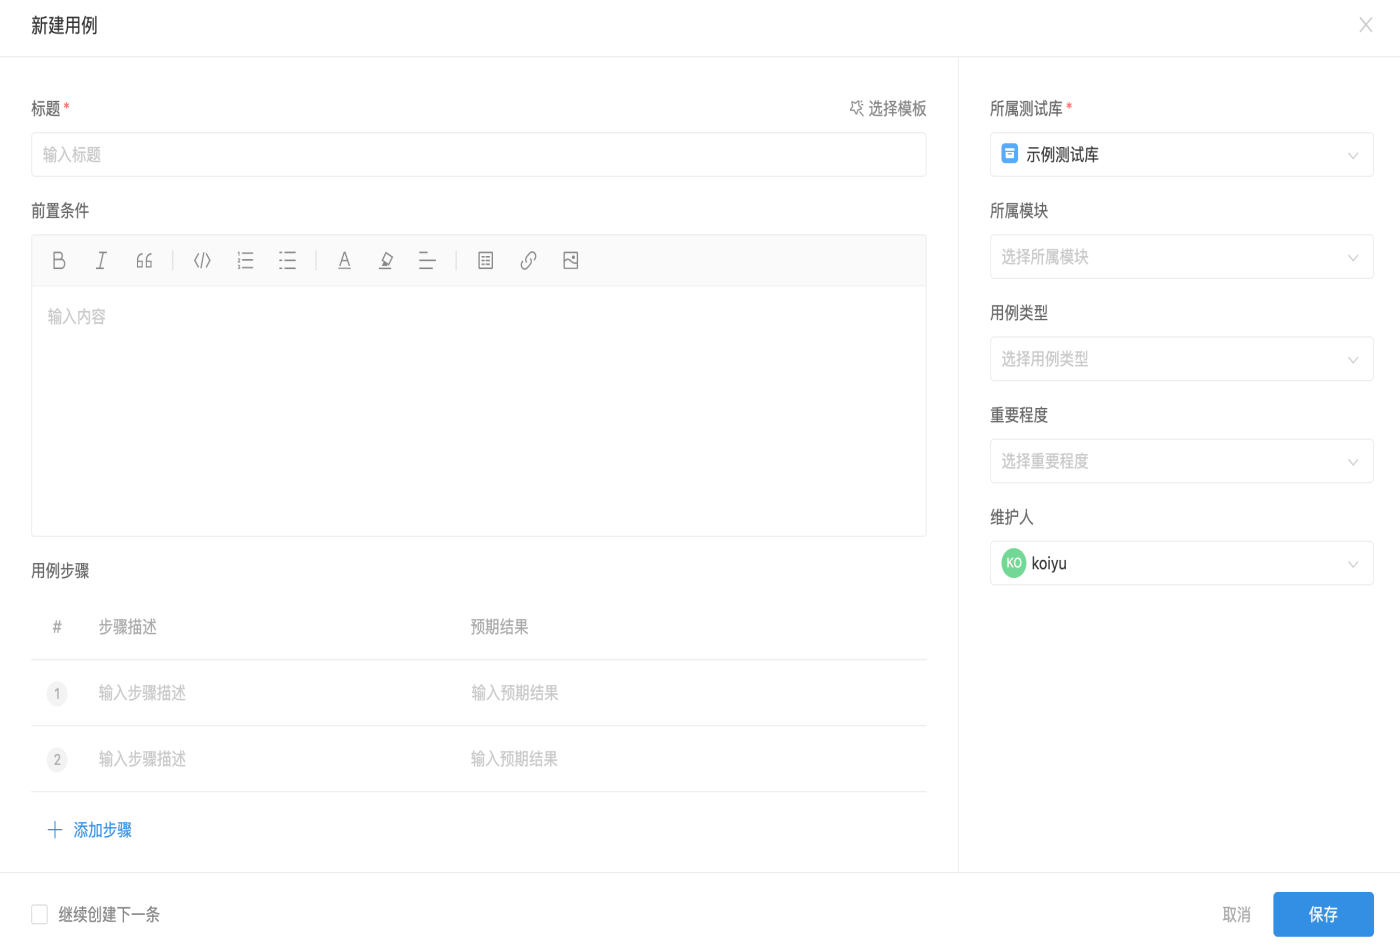 新建用例
标题 *
选择模板
输入标题
前置条件
输入内容
用例步骤
# 步骤描述 预期结果
1 输入步骤描述 输入预期结果
2 输入步骤描述 输入预期结果
添加步骤
所属测试库 *
示例测试库
所属模块
选择所属模块
用例类型
选择用例类型
重要程度
选择重要程度
维护人
KO koiyu
继续创建下一条
取消
保存